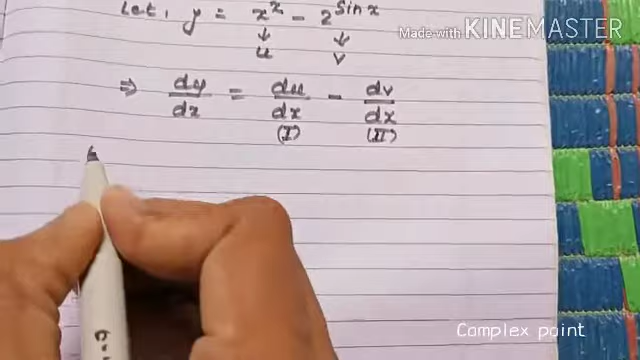 Let, y = x^x - 2^Sin x
↓ ↓
u v
⇒ dy/dx = du/dx - dv/dx
(I) (II)
Made with KINEMASTER
Complex point